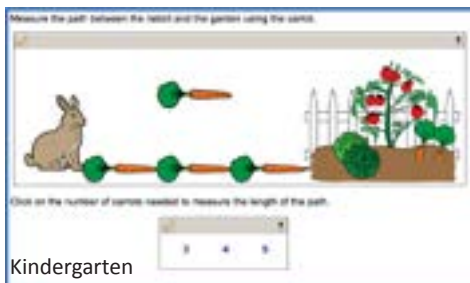 Measure the path between the rabbit and the garden using the carrot.
Click on the number of carrots needed to measure the length of the path.
3 4 5
Kindergarten